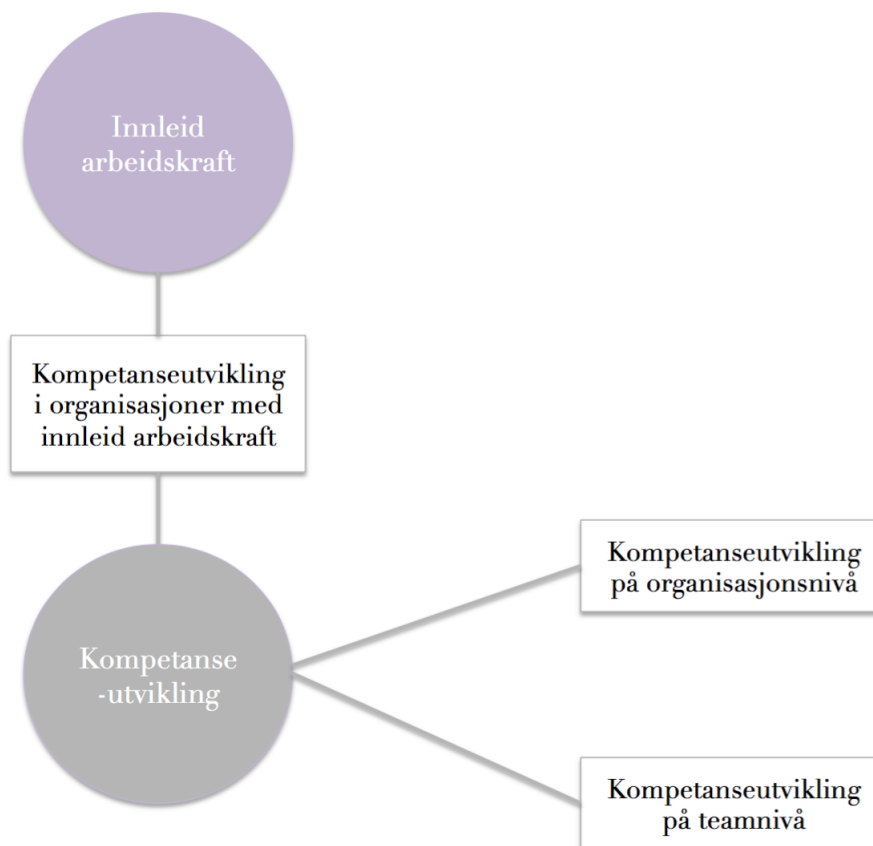 Innleid
arbeidskraft
Kompetanseutvikling
i organisasjoner med
innleid arbeidskraft
Kompetanse
-utvikling
Kompetanseutvikling
på organisasjonsnivå
Kompetanseutvikling
på teamnivå